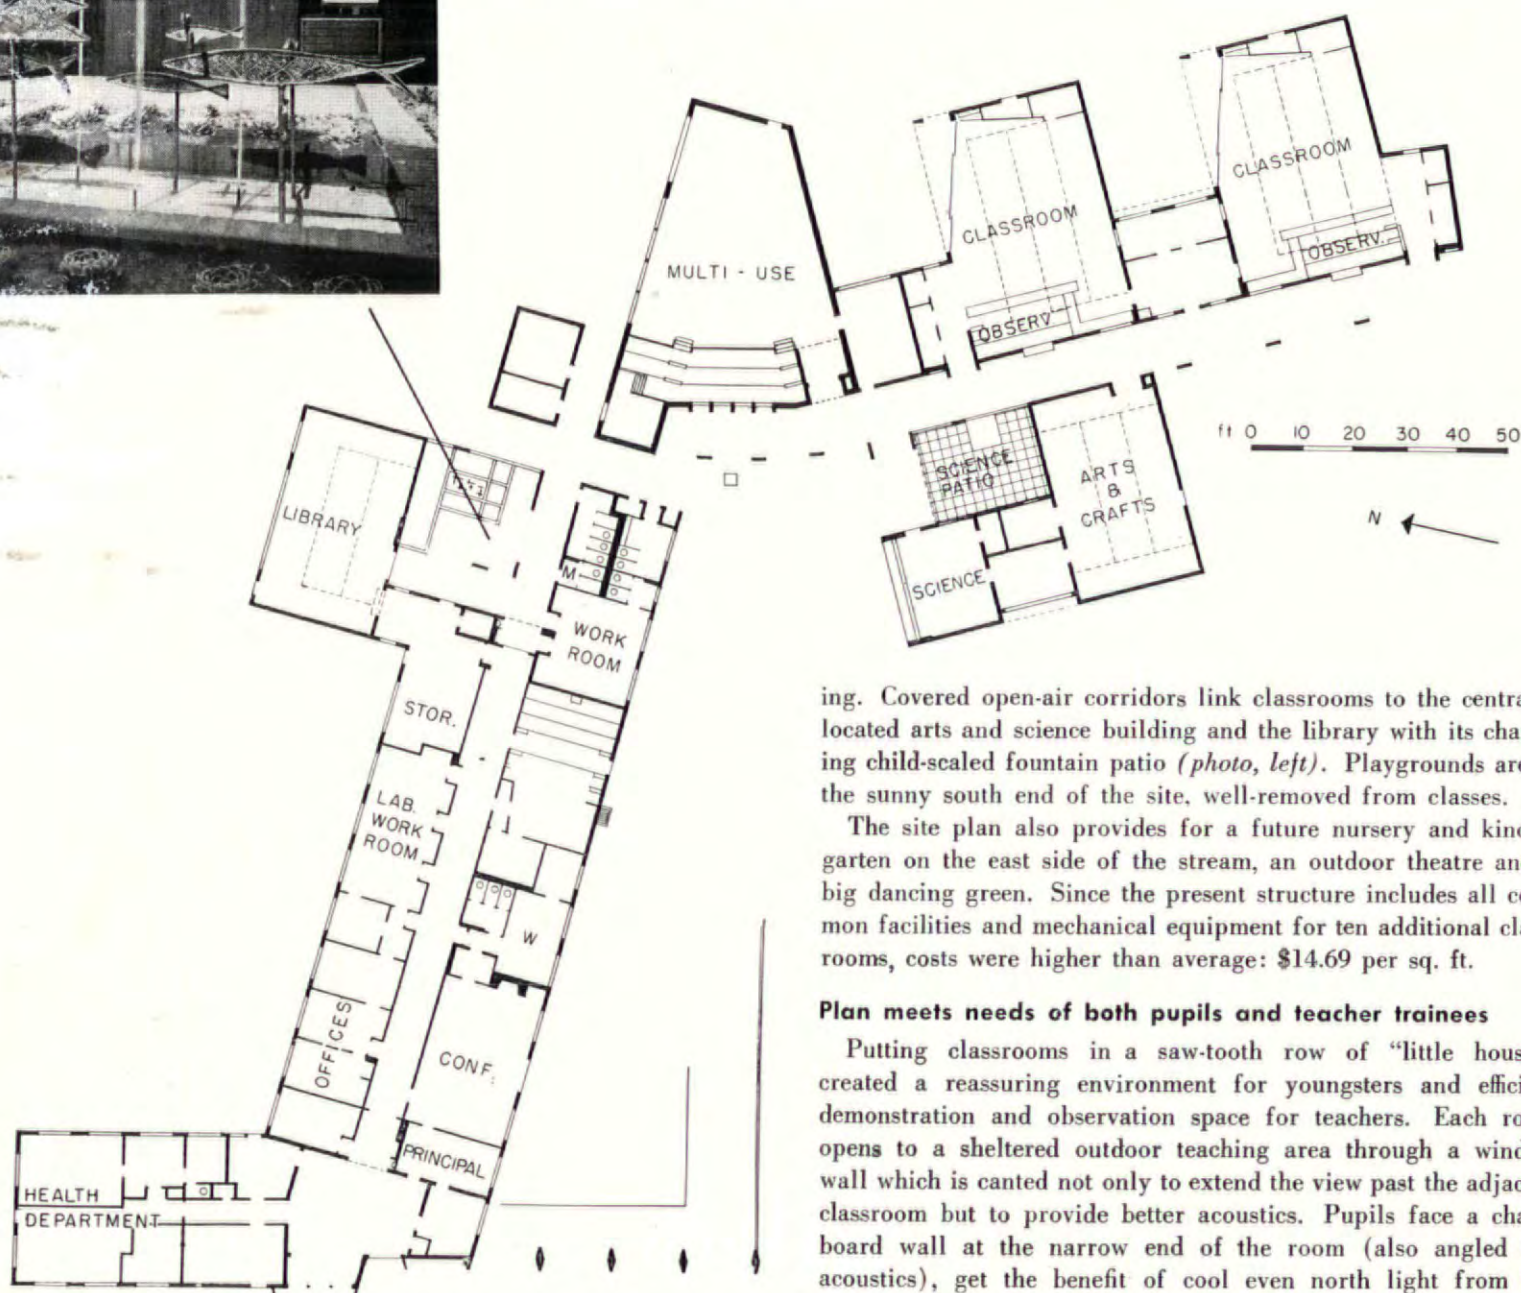 CLASSROOM
CLASSROOM
MULTI - USE
OBSERV.
OBSERV
ft 0 10 20 30 40 50
SCIENCE
PATIO
ARTS
&
CRAFTS
N
LIBRARY
M
SCIENCE
WORK
ROOM
STOR.
LAB.
WORK
ROOM
W
OFFICES
CONF.
PRINCIPAL
HEALTH
DEPARTMENT
ing. Covered open-air corridors link classrooms to the centra
located arts and science building and the library with its cha
ing child-scaled fountain patio (photo, left). Playgrounds are
the sunny south end of the site, well-removed from classes.
The site plan also provides for a future nursery and kind
garten on the east side of the stream, an outdoor theatre an
big dancing green. Since the present structure includes all co
mon facilities and mechanical equipment for ten additional cla
rooms, costs were higher than average: $14.69 per sq. ft.
Plan meets needs of both pupils and teacher trainees
Putting classrooms in a saw-tooth row of “little hous
created a reassuring environment for youngsters and effici
demonstration and observation space for teachers. Each ro
opens to a sheltered outdoor teaching area through a wind
wall which is canted not only to extend the view past the adjac
classroom but to provide better acoustics. Pupils face a cha
board wall at the narrow end of the room (also angled
acoustics), get the benefit of cool even north light from